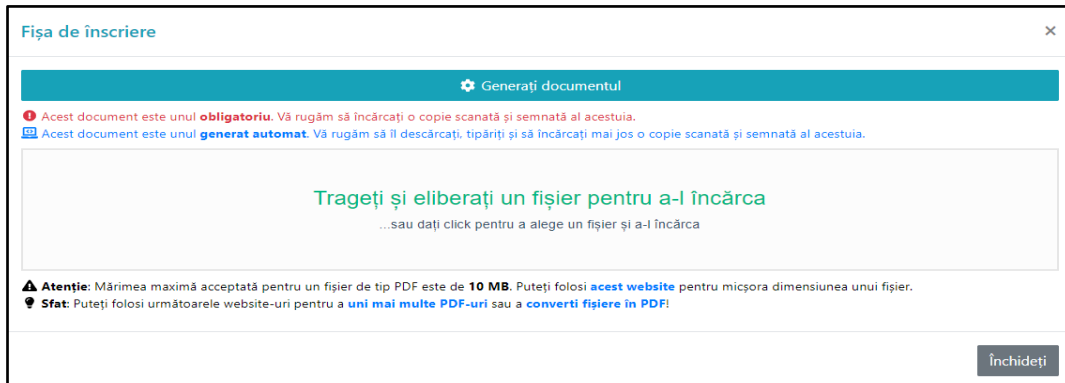 Fișa de înscriere
×
Generați documentul
Acest document este unul obligatoriu. Vă rugăm să încărcați o copie scanată și semnată al acestuia.
Acest document este unul generat automat. Vă rugăm să îl descărcați, tipăriți și să încărcați mai jos o copie scanată și semnată al acestuia.
Trageți și eliberați un fișier pentru a-l încărca
...sau dați click pentru a alege un fișier și a-l încărca
Atenție: Mărimea maximă acceptată pentru un fișier de tip PDF este de 10 MB. Puteți folosi acest website pentru micșora dimensiunea unui fișier.
Sfat: Puteți folosi următoarele website-uri pentru a uni mai multe PDF-uri sau a converti fișiere în PDF!
Închideți